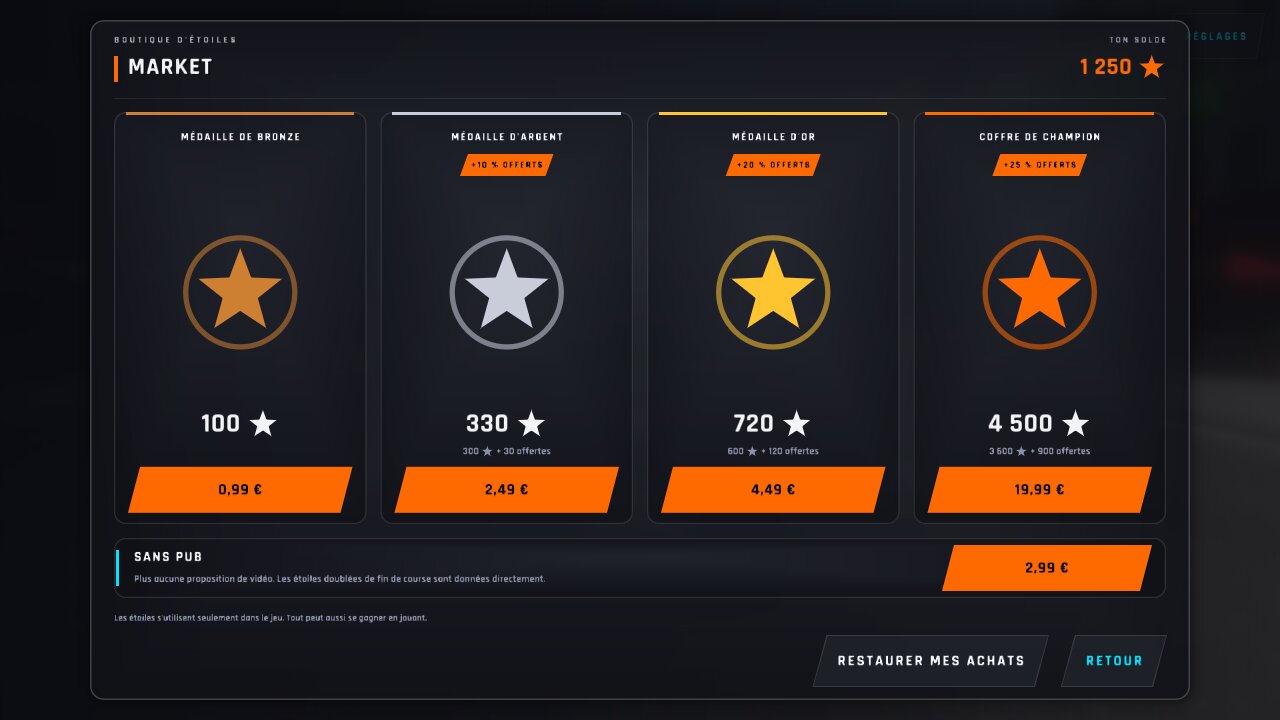 BOUTIQUE D'ÉTOILES
TON SOLDE
RÉGLAGES
MARKET
1 250
MÉDAILLE DE BRONZE
MÉDAILLE D'ARGENT
MÉDAILLE D'OR
COFFRE DE CHAMPION
+10 % OFFERTS
+20 % OFFERTS
+25 % OFFERTS
100
330
720
4 500
300 ★ + 30 offertes
600 ★ + 120 offertes
3 600 ★ + 900 offertes
0,99 €
2,49 €
4,49 €
19,99 €
SANS PUB
Plus aucune proposition de vidéo. Les étoiles doublées de fin de course sont données directement.
2,99 €
Les étoiles s'utilisent seulement dans le jeu. Tout peut aussi se gagner en jouant.
RESTAURER MES ACHATS
RETOUR